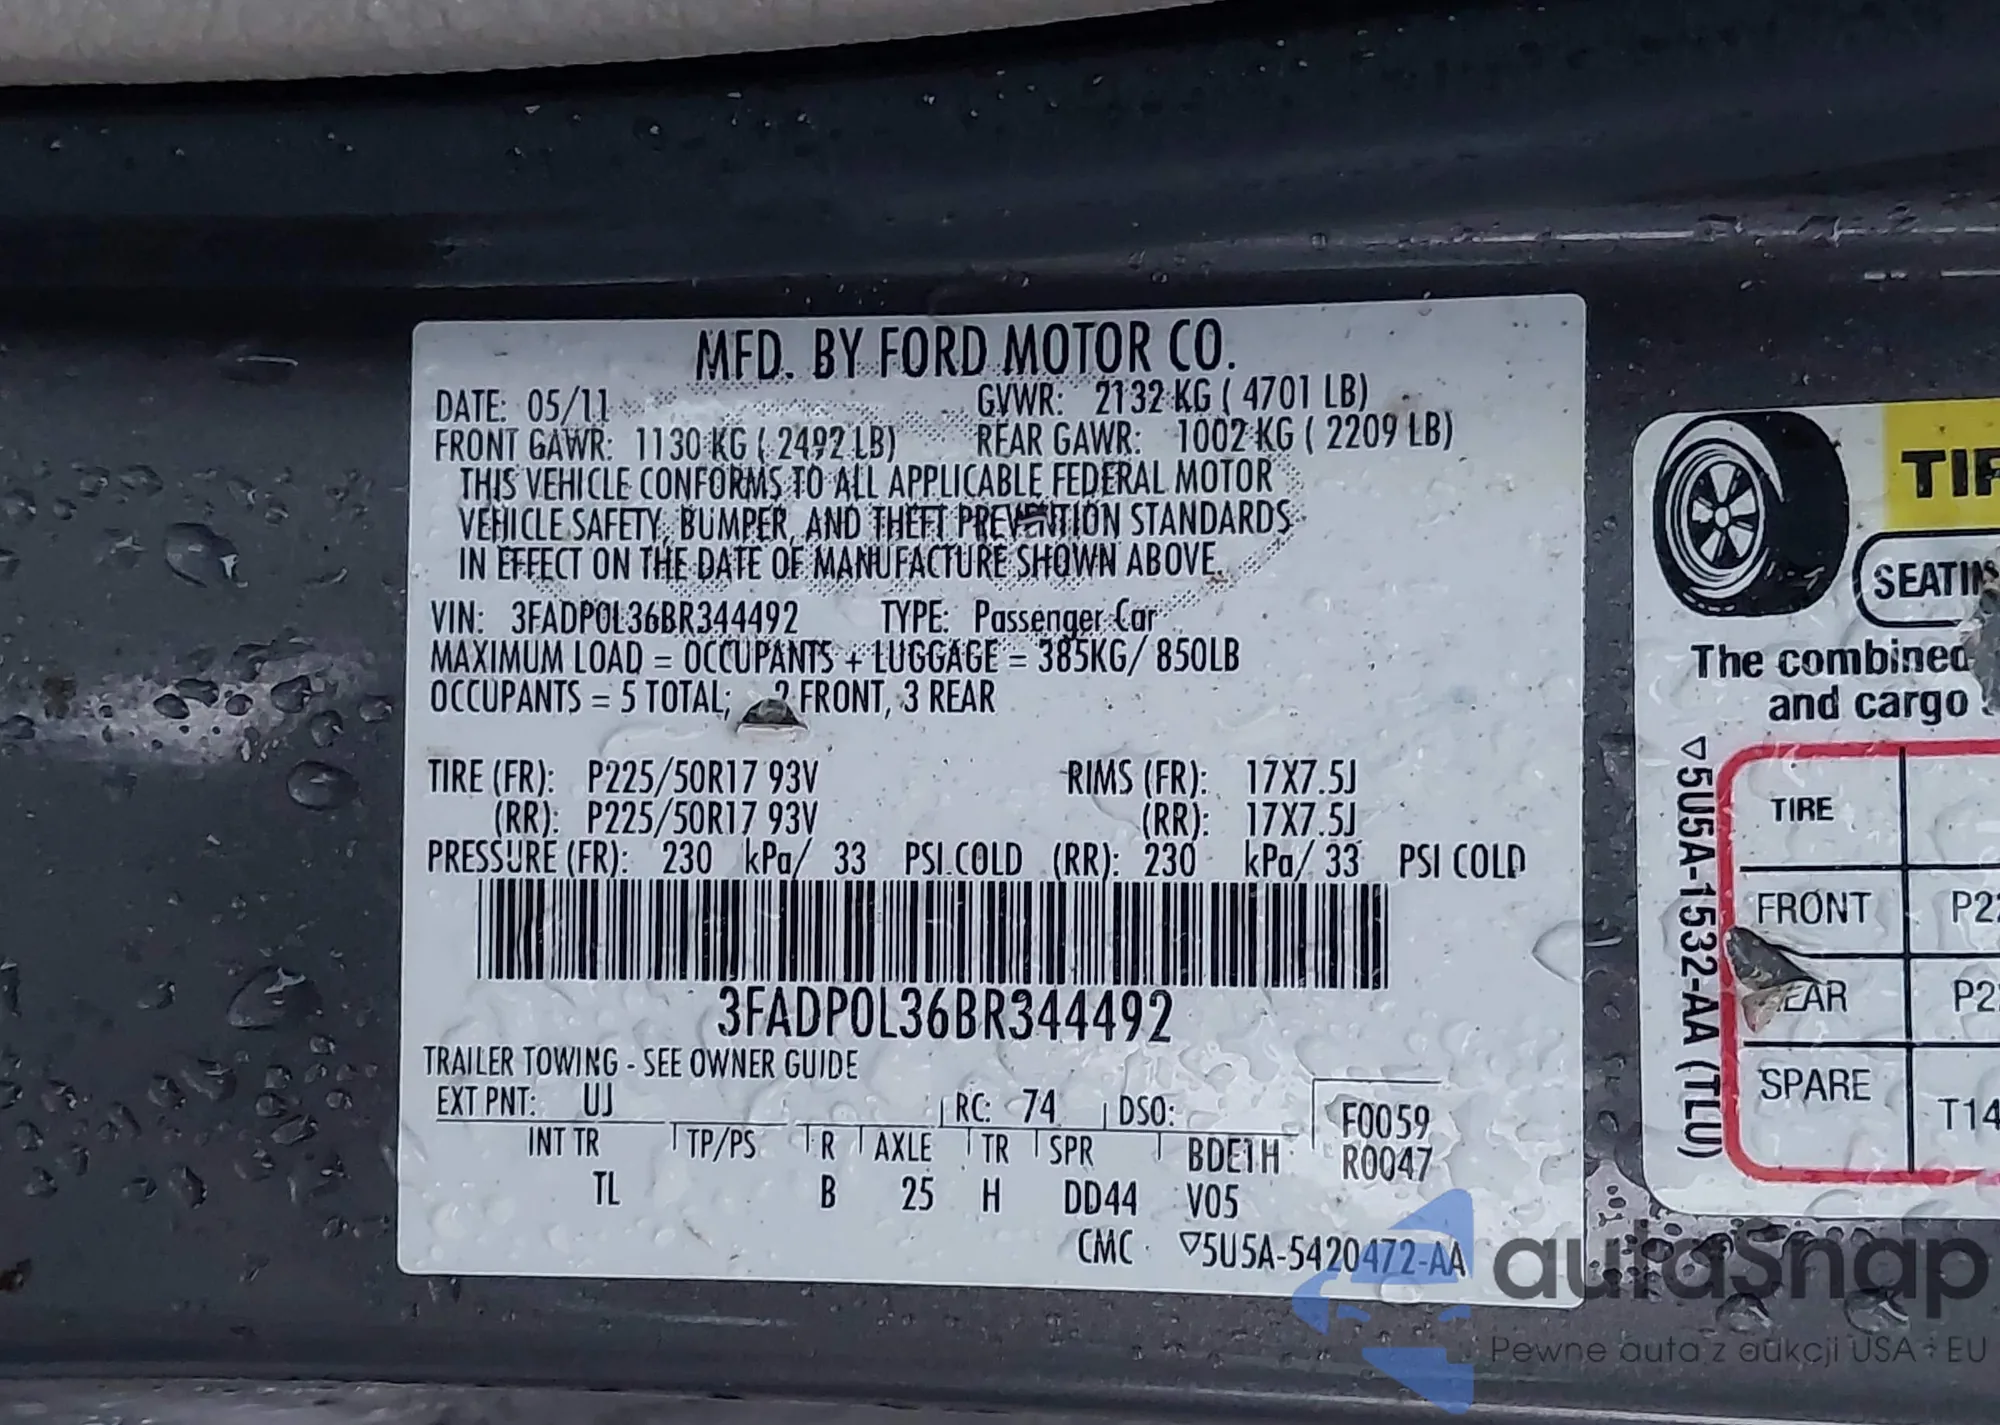 MFD. BY FORD MOTOR CO.
DATE: 05/11 GVWR: 2132 KG ( 4701 LB)
FRONT GAWR: 1130 KG ( 2492 LB) REAR GAWR: 1002 KG ( 2209 LB)
THIS VEHICLE CONFORMS TO ALL APPLICABLE FEDERAL MOTOR
VEHICLE SAFETY, BUMPER, AND THEFT PREVENTION STANDARDS
IN EFFECT ON THE DATE OF MANUFACTURE SHOWN ABOVE.
VIN: 3FADP0L36BR344492 TYPE: Passenger Car
MAXIMUM LOAD = OCCUPANTS + LUGGAGE = 385KG/ 850LB
OCCUPANTS = 5 TOTAL; 2 FRONT, 3 REAR
TIRE (FR): P225/50R17 93V RIMS (FR): 17X7.5J
(RR): P225/50R17 93V (RR): 17X7.5J
PRESSURE (FR): 230 kPa/ 33 PSI COLD (RR): 230 kPa/ 33 PSI COLD
3FADP0L36BR344492
TRAILER TOWING - SEE OWNER GUIDE
EXT PNT: UJ RC: 74 DSO: F0059
INT TR TP/PS R AXLE TR SPR BDE1H R0047
TL B 25 H DD44 V05
CMC ▽5U5A-5420472-AA
TIR
SEATIN
The combined
and cargo
▽5U5A-1532-AA (TLU)
TIRE
FRONT P22
EAR P22
SPARE T14
autaSnap
Pewne auta z aukcji USA i EU